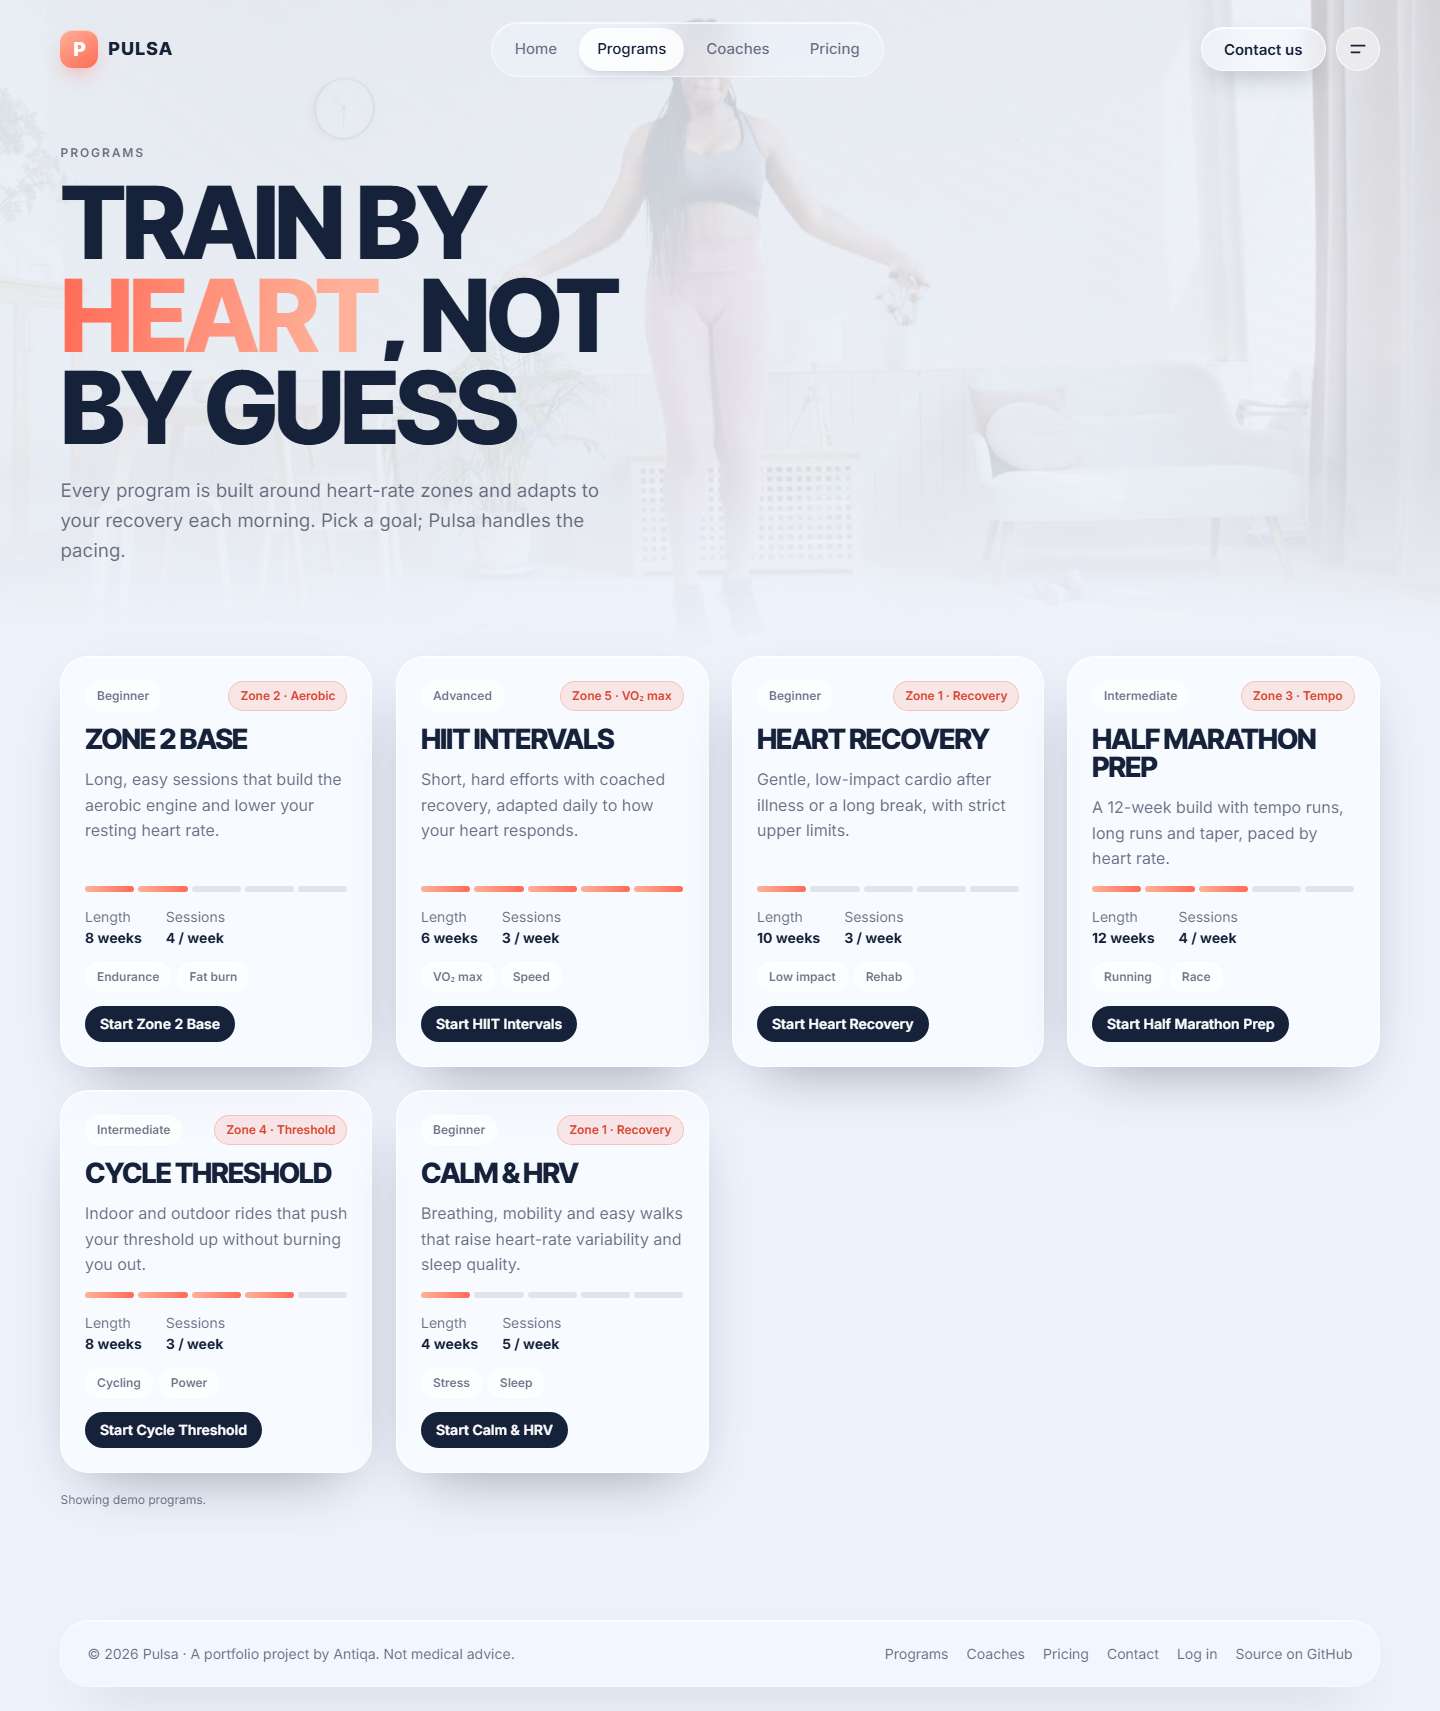 P PULSA
Home Programs Coaches Pricing
Contact us
PROGRAMS
TRAIN BY
HEART, NOT
BY GUESS
Every program is built around heart-rate zones and adapts to
your recovery each morning. Pick a goal; Pulsa handles the
pacing.
Beginner Zone 2 · Aerobic
ZONE 2 BASE
Long, easy sessions that build the
aerobic engine and lower your
resting heart rate.
Length Sessions
8 weeks 4 / week
Endurance Fat burn
Start Zone 2 Base
Advanced Zone 5 · VO₂ max
HIIT INTERVALS
Short, hard efforts with coached
recovery, adapted daily to how
your heart responds.
Length Sessions
6 weeks 3 / week
VO₂ max Speed
Start HIIT Intervals
Beginner Zone 1 · Recovery
HEART RECOVERY
Gentle, low-impact cardio after
illness or a long break, with strict
upper limits.
Length Sessions
10 weeks 3 / week
Low impact Rehab
Start Heart Recovery
Intermediate Zone 3 · Tempo
HALF MARATHON
PREP
A 12-week build with tempo runs,
long runs and taper, paced by
heart rate.
Length Sessions
12 weeks 4 / week
Running Race
Start Half Marathon Prep
Intermediate Zone 4 · Threshold
CYCLE THRESHOLD
Indoor and outdoor rides that push
your threshold up without burning
you out.
Length Sessions
8 weeks 3 / week
Cycling Power
Start Cycle Threshold
Beginner Zone 1 · Recovery
CALM & HRV
Breathing, mobility and easy walks
that raise heart-rate variability and
sleep quality.
Length Sessions
4 weeks 5 / week
Stress Sleep
Start Calm & HRV
Showing demo programs.
© 2026 Pulsa · A portfolio project by Antiqa. Not medical advice.
Programs Coaches Pricing Contact Log in Source on GitHub